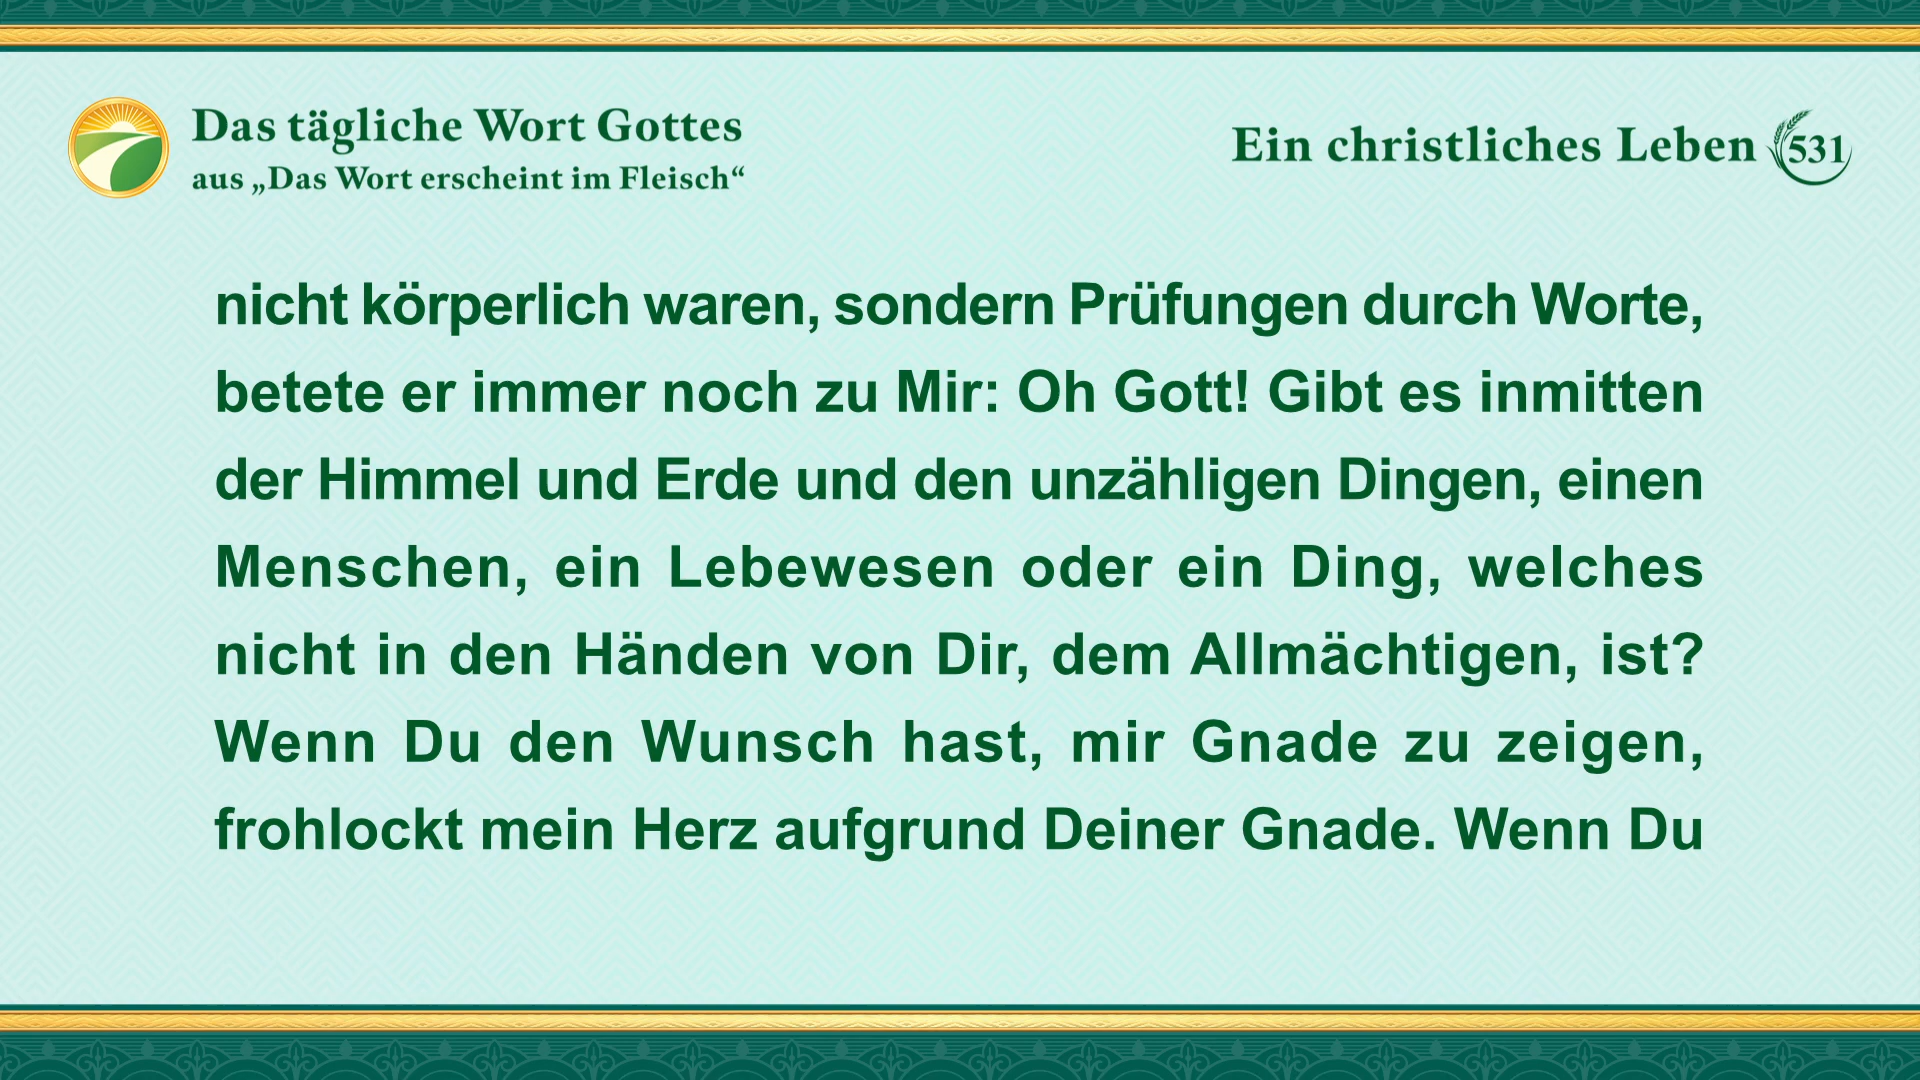 Das tägliche Wort Gottes
aus „Das Wort erscheint im Fleisch“
Ein christliches Leben 531
nicht körperlich waren, sondern Prüfungen durch Worte,
betete er immer noch zu Mir: Oh Gott! Gibt es inmitten
der Himmel und Erde und den unzähligen Dingen, einen
Menschen, ein Lebewesen oder ein Ding, welches
nicht in den Händen von Dir, dem Allmächtigen, ist?
Wenn Du den Wunsch hast, mir Gnade zu zeigen,
frohlockt mein Herz aufgrund Deiner Gnade. Wenn Du